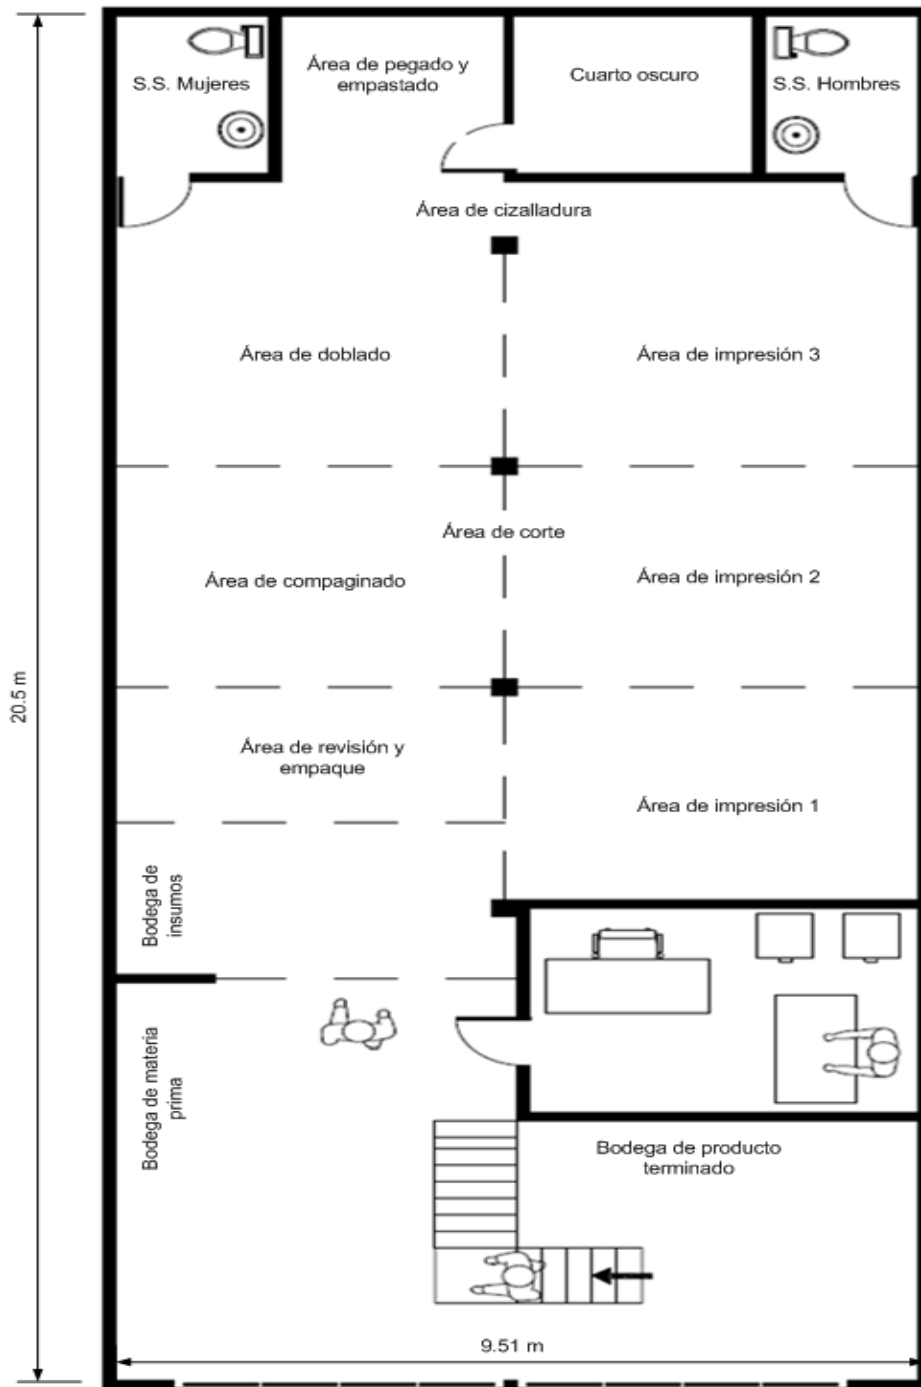 S.S. Mujeres
Área de pegado y
empastado
Cuarto oscuro
S.S. Hombres
Área de cizalladura
Área de doblado
Área de impresión 3
Área de corte
Área de compaginado
Área de impresión 2
20.5 m
Área de revisión y
empaque
Área de impresión 1
Bodega de
insumos
Bodega de materia
prima
Bodega de producto
terminado
9.51 m